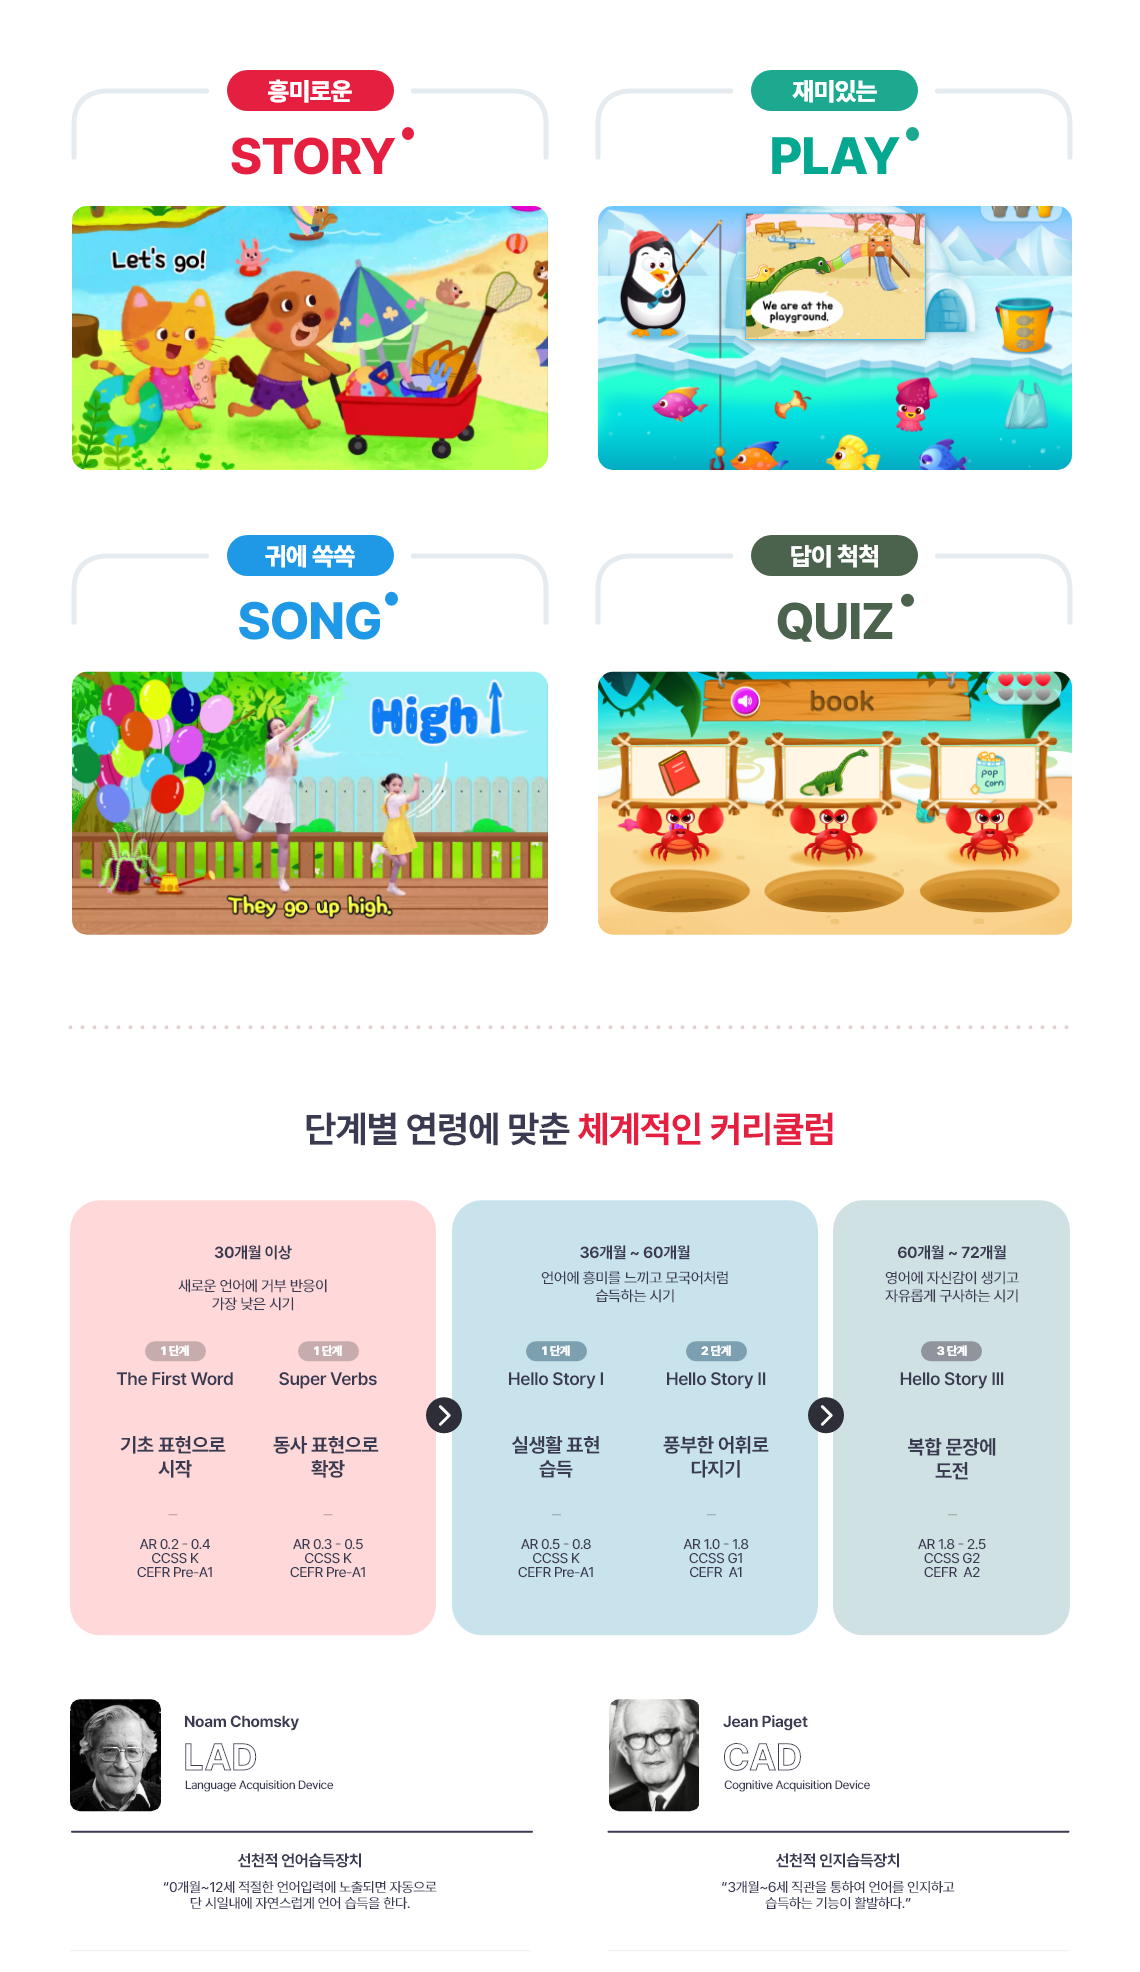 흥미로운
STORY
Let's go!
재미있는
PLAY
We are at the
playground.
귀에 쏙쏙
SONG
High
They go up high.
답이 척척
QUIZ
book
pop
corn
단계별 연령에 맞춘 체계적인 커리큘럼
30개월 이상
새로운 언어에 거부 반응이
가장 낮은 시기
1 단계
The First Word
기초 표현으로
시작
AR 0.2 - 0.4
CCSS K
CEFR Pre-A1
1 단계
Super Verbs
동사 표현으로
확장
AR 0.3 - 0.5
CCSS K
CEFR Pre-A1
36개월 ~ 60개월
언어에 흥미를 느끼고 모국어처럼
습득하는 시기
1 단계
Hello Story I
실생활 표현
습득
AR 0.5 - 0.8
CCSS K
CEFR Pre-A1
2 단계
Hello Story II
풍부한 어휘로
다지기
AR 1.0 - 1.8
CCSS G1
CEFR A1
60개월 ~ 72개월
영어에 자신감이 생기고
자유롭게 구사하는 시기
3 단계
Hello Story III
복합 문장에
도전
AR 1.8 - 2.5
CCSS G2
CEFR A2
Noam Chomsky
LAD
Language Acquisition Device
선천적 언어습득장치
“0개월~12세 적절한 언어입력에 노출되면 자동으로
단 시일내에 자연스럽게 언어 습득을 한다.
Jean Piaget
CAD
Cognitive Acquisition Device
선천적 인지습득장치
“3개월~6세 직관을 통하여 언어를 인지하고
습득하는 기능이 활발하다.”